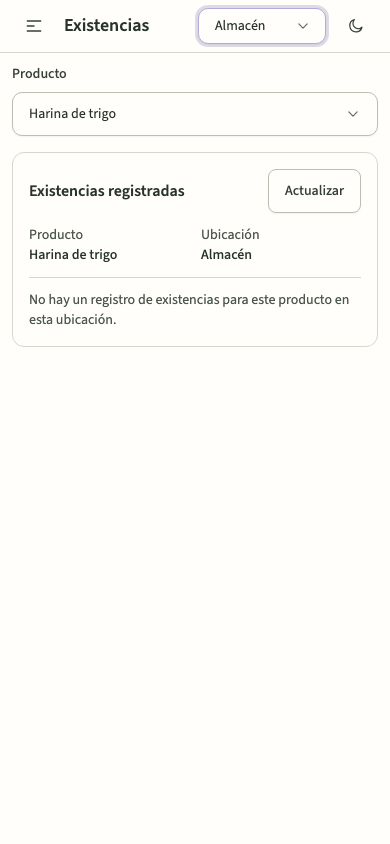 Existencias
Almacén
Producto
Harina de trigo
Existencias registradas
Actualizar
Producto
Ubicación
Harina de trigo
Almacén
No hay un registro de existencias para este producto en
esta ubicación.